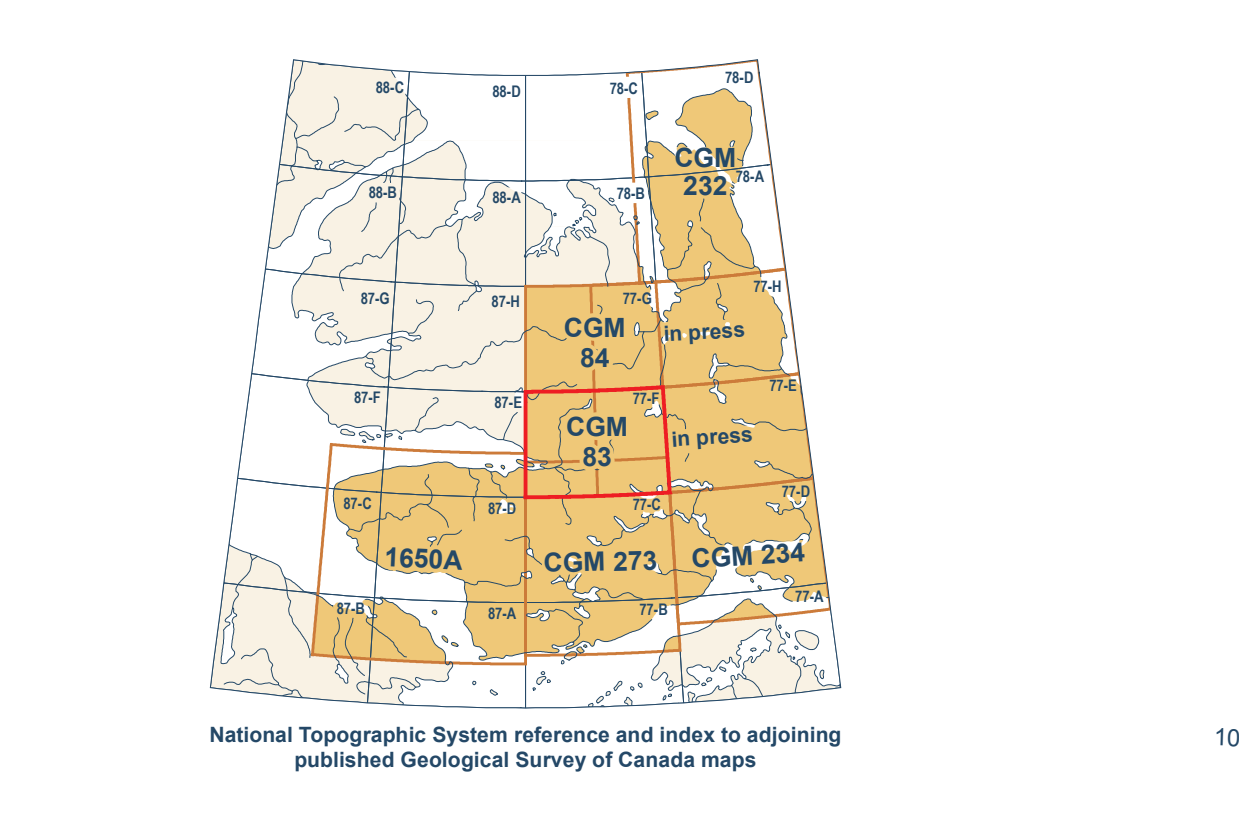 78-D
88-C
88-D
78-C
CGM
232
78-A
88-B
88-A
78-B
77-H
87-G
87-H
77-G
CGM
84
in press
77-E
87-F
87-E
77-F
CGM
83
in press
77-D
87-C
87-D
77-C
1650A
CGM 273
CGM 234
77-A
87-B
87-A
77-B
National Topographic System reference and index to adjoining
published Geological Survey of Canada maps
10